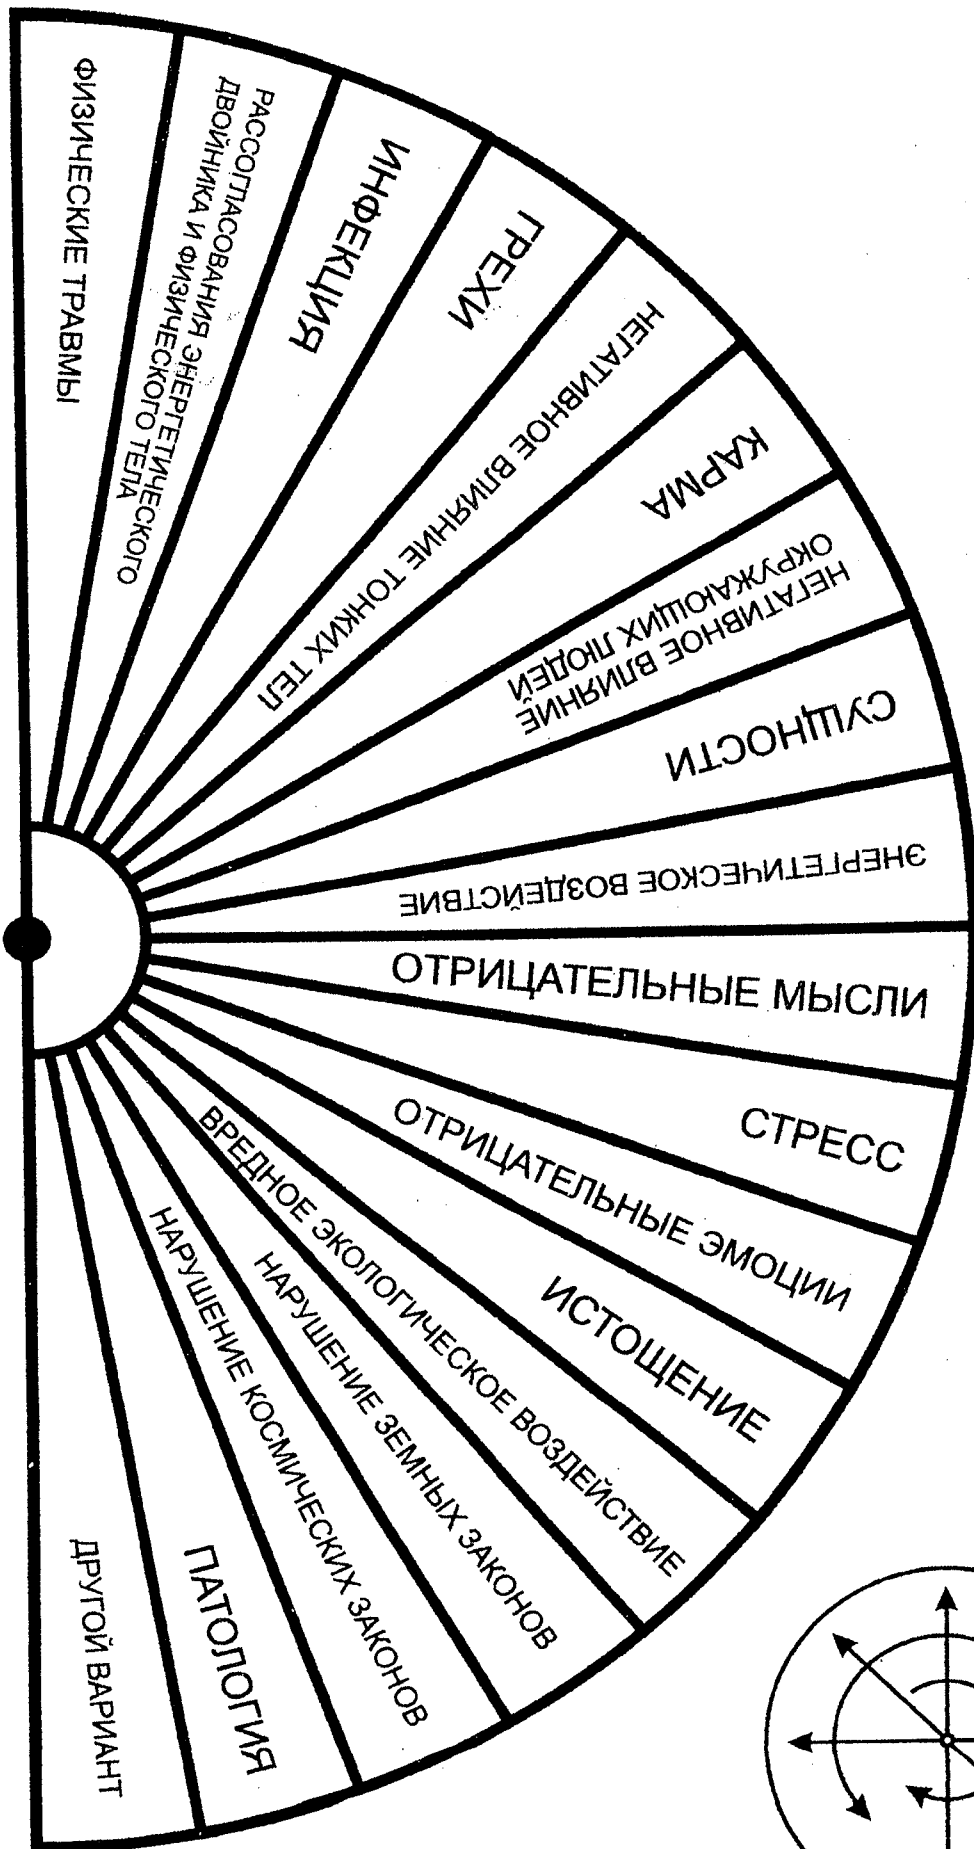 ФИЗИЧЕСКИЕ ТРАВМЫ
РАССОГЛАСОВАНИЯ ЭНЕРГЕТИЧЕСКОГО
ДВОЙНИКА И ФИЗИЧЕСКОГО ТЕЛА
ИНФЕКЦИЯ
ГРЕХИ
НЕГАТИВНОЕ ВЛИЯНИЕ ТОНКИХ ТЕЛ
КАРМА
НЕГАТИВНОЕ ВЛИЯНИЕ
ОКРУЖАЮЩИХ ЛЮДЕЙ
СУЩНОСТИ
ЭНЕРГЕТИЧЕСКОЕ ВОЗДЕЙСТВИЕ
ОТРИЦАТЕЛЬНЫЕ МЫСЛИ
СТРЕСС
ОТРИЦАТЕЛЬНЫЕ ЭМОЦИИ
ИСТОЩЕНИЕ
ВРЕДНОЕ ЭКОЛОГИЧЕСКОЕ ВОЗДЕЙСТВИЕ
НАРУШЕНИЕ ЗЕМНЫХ ЗАКОНОВ
НАРУШЕНИЕ КОСМИЧЕСКИХ ЗАКОНОВ
ПАТОЛОГИЯ
ДРУГОЙ ВАРИАНТ